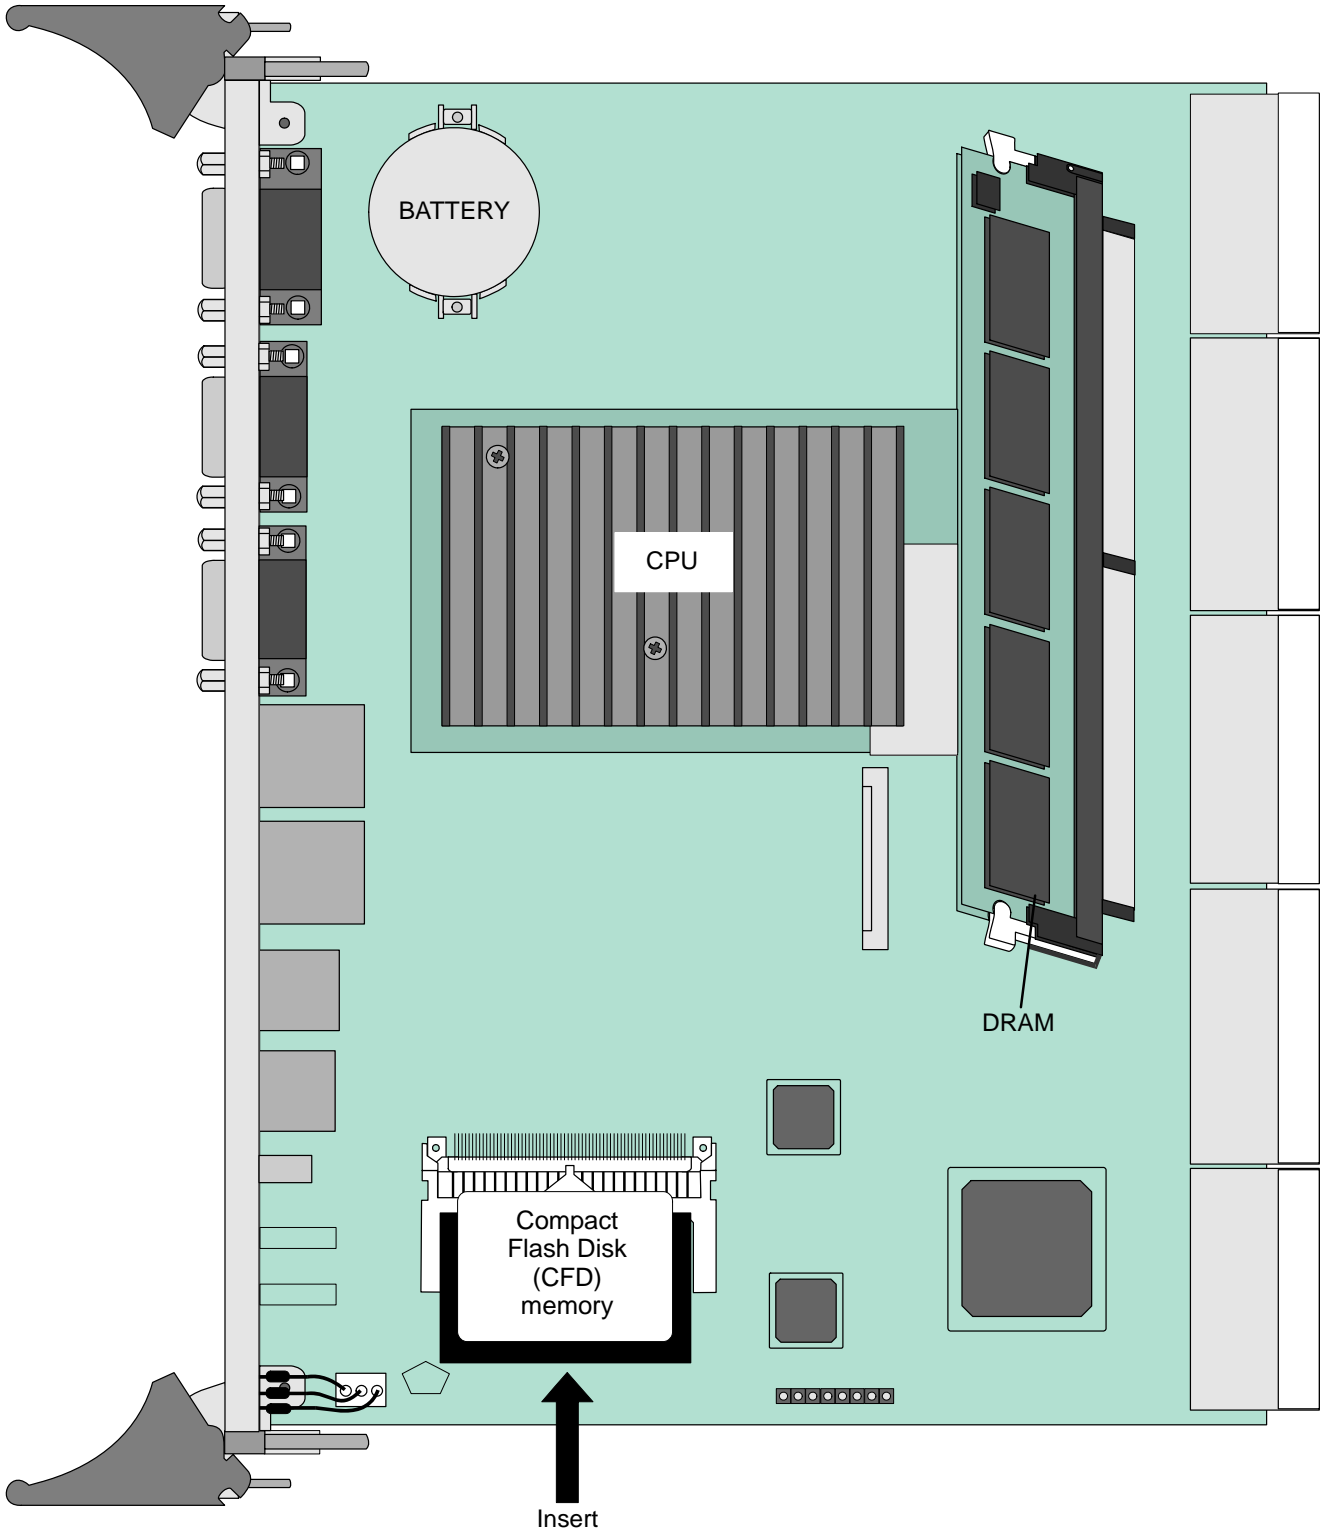 BATTERY
CPU
DRAM
Compact
Flash Disk
(CFD)
memory
Insert